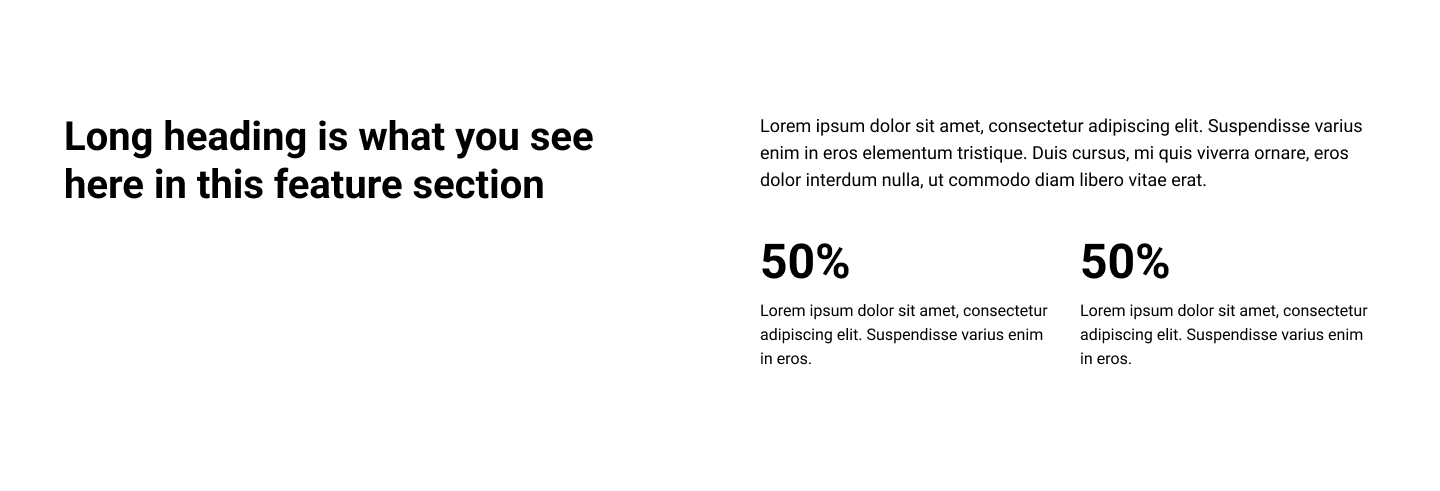 Long heading is what you see
here in this feature section
Lorem ipsum dolor sit amet, consectetur adipiscing elit. Suspendisse varius
enim in eros elementum tristique. Duis cursus, mi quis viverra ornare, eros
dolor interdum nulla, ut commodo diam libero vitae erat.
50%
Lorem ipsum dolor sit amet, consectetur
adipiscing elit. Suspendisse varius enim
in eros.
50%
Lorem ipsum dolor sit amet, consectetur
adipiscing elit. Suspendisse varius enim
in eros.